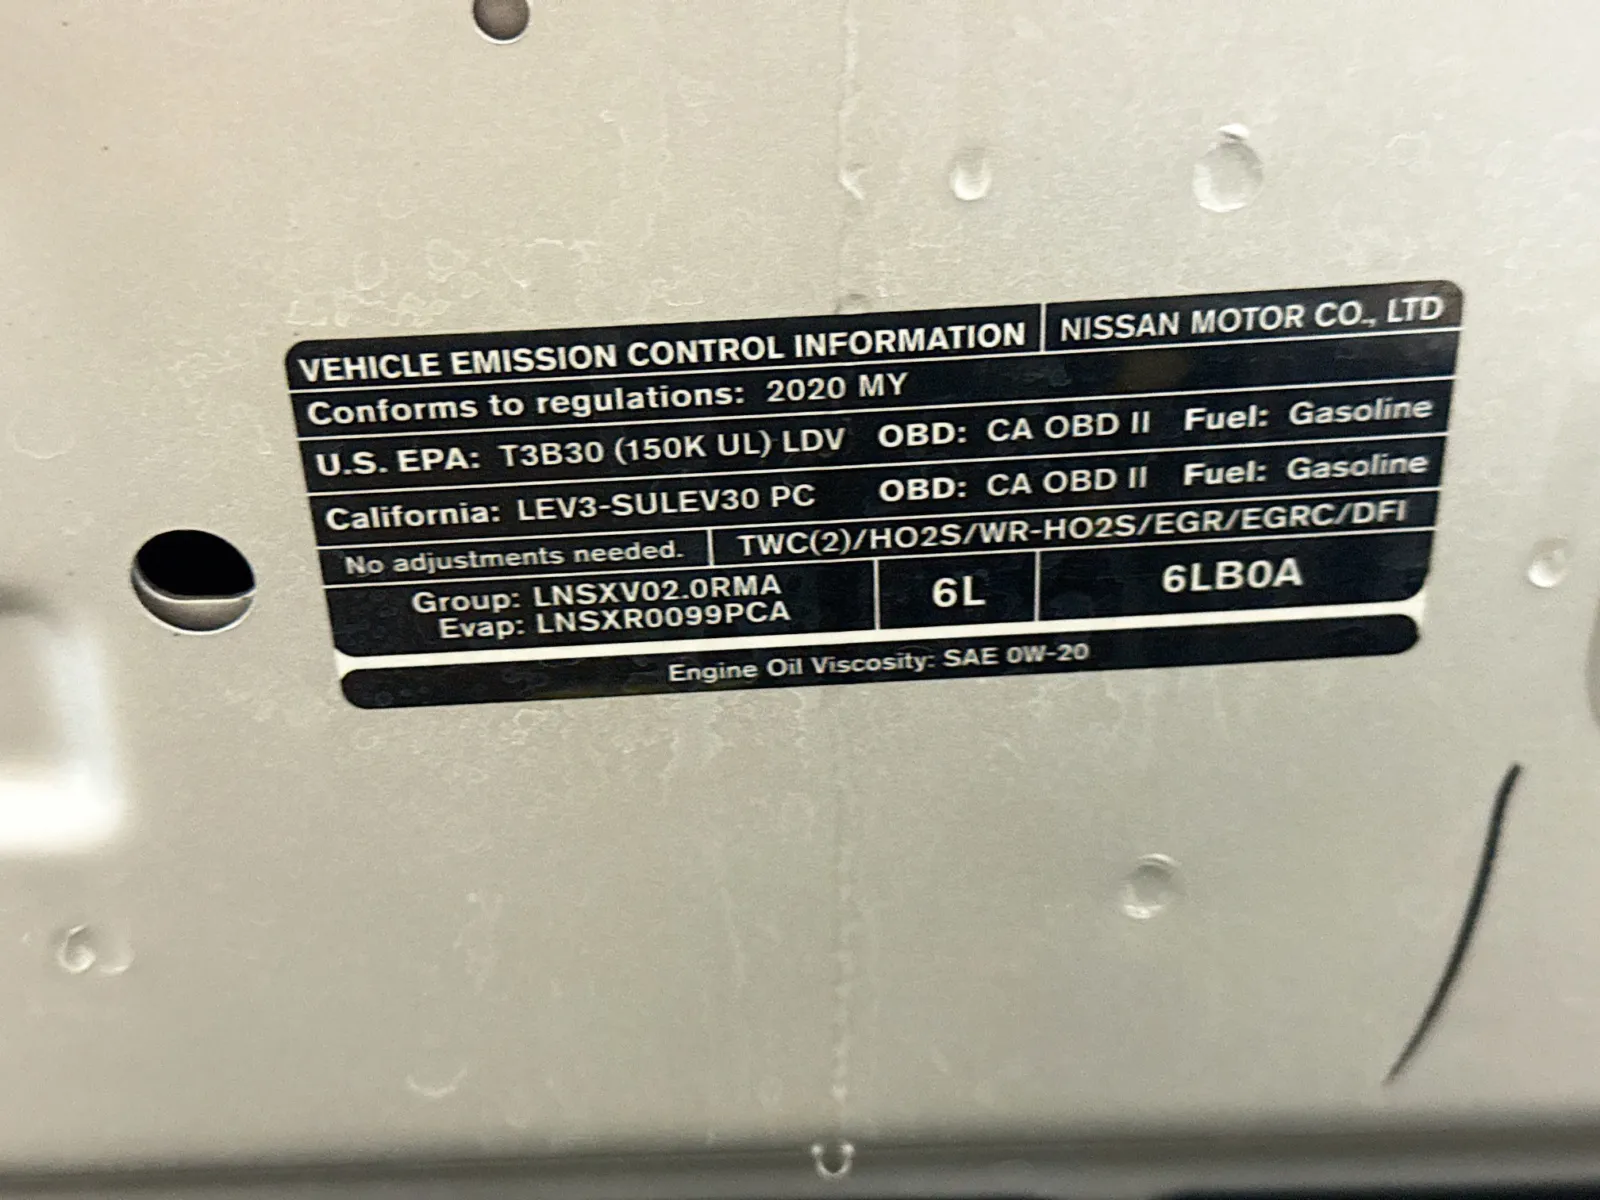 VEHICLE EMISSION CONTROL INFORMATION NISSAN MOTOR CO., LTD
Conforms to regulations: 2020 MY
U.S. EPA: T3B30 (150K UL) LDV OBD: CA OBD II Fuel: Gasoline
California: LEV3-SULEV30 PC OBD: CA OBD II Fuel: Gasoline
No adjustments needed. TWC(2)/HO2S/WR-HO2S/EGR/EGRC/DFI
Group: LNSXV02.0RMA 6L 6LB0A
Evap: LNSXR0099PCA
Engine Oil Viscosity: SAE 0W-20